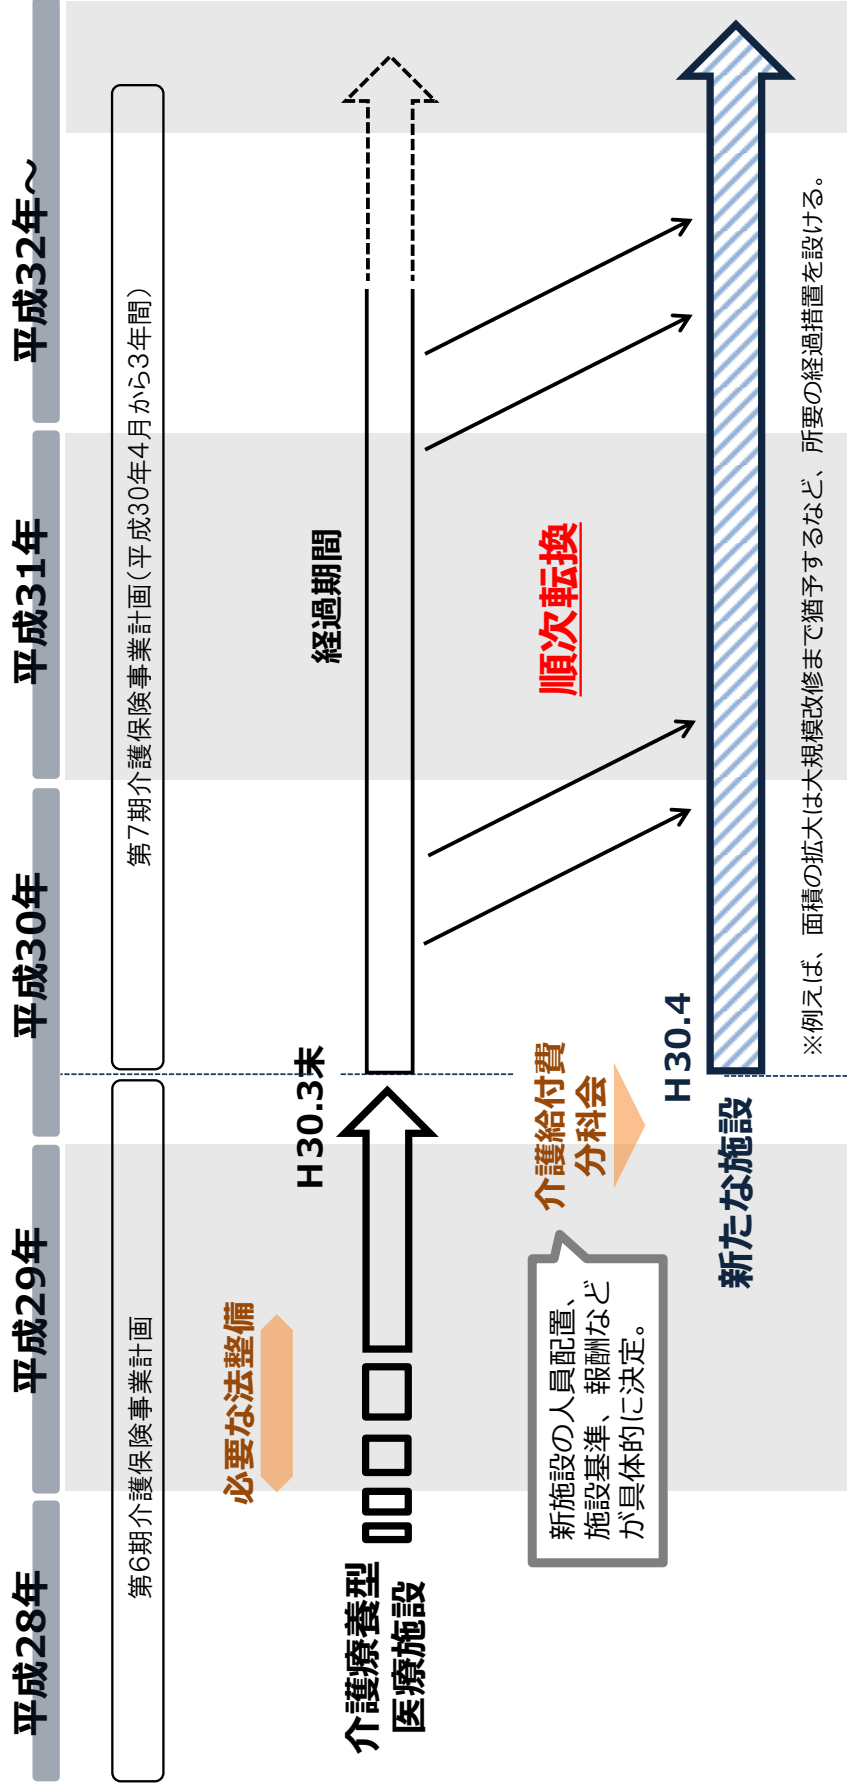 平成28年
平成29年
平成30年
平成31年
平成32年～
第6期介護保険事業計画
第7期介護保険事業計画(平成30年4月から3年間)
必要な法整備
H30.3末
経過期間
介護療養型
医療施設
順次転換
介護給付費
分科会
新施設の人員配置、
施設基準、報酬など
が具体的に決定。
H30.4
新たな施設
※例えば、面積の拡大は大規模改修まで猶予するなど、所要の経過措置を設ける。